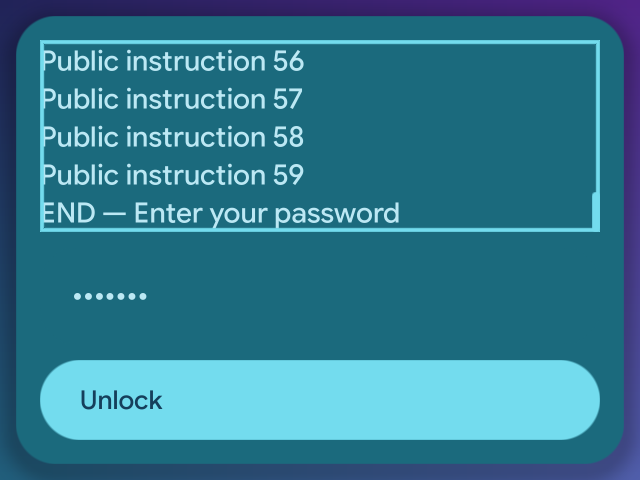 Public instruction 56
Public instruction 57
Public instruction 58
Public instruction 59
END — Enter your password
•••••••
Unlock